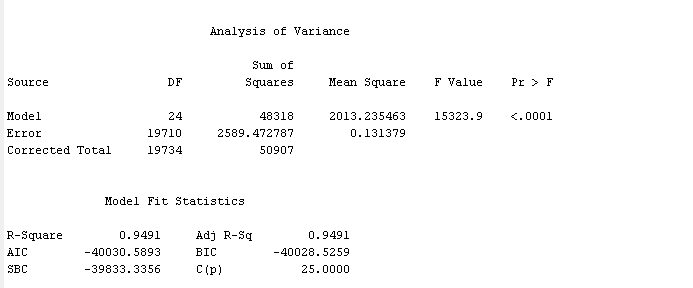 Analysis of Variance
Sum of
Source DF Squares Mean Square F Value Pr > F
Model 24 48318 2013.235463 15323.9 <.0001
Error 19710 2589.472787 0.131379
Corrected Total 19734 50907
Model Fit Statistics
R-Square 0.9491 Adj R-Sq 0.9491
AIC -40030.5893 BIC -40028.5259
SBC -39833.3356 C(p) 25.0000